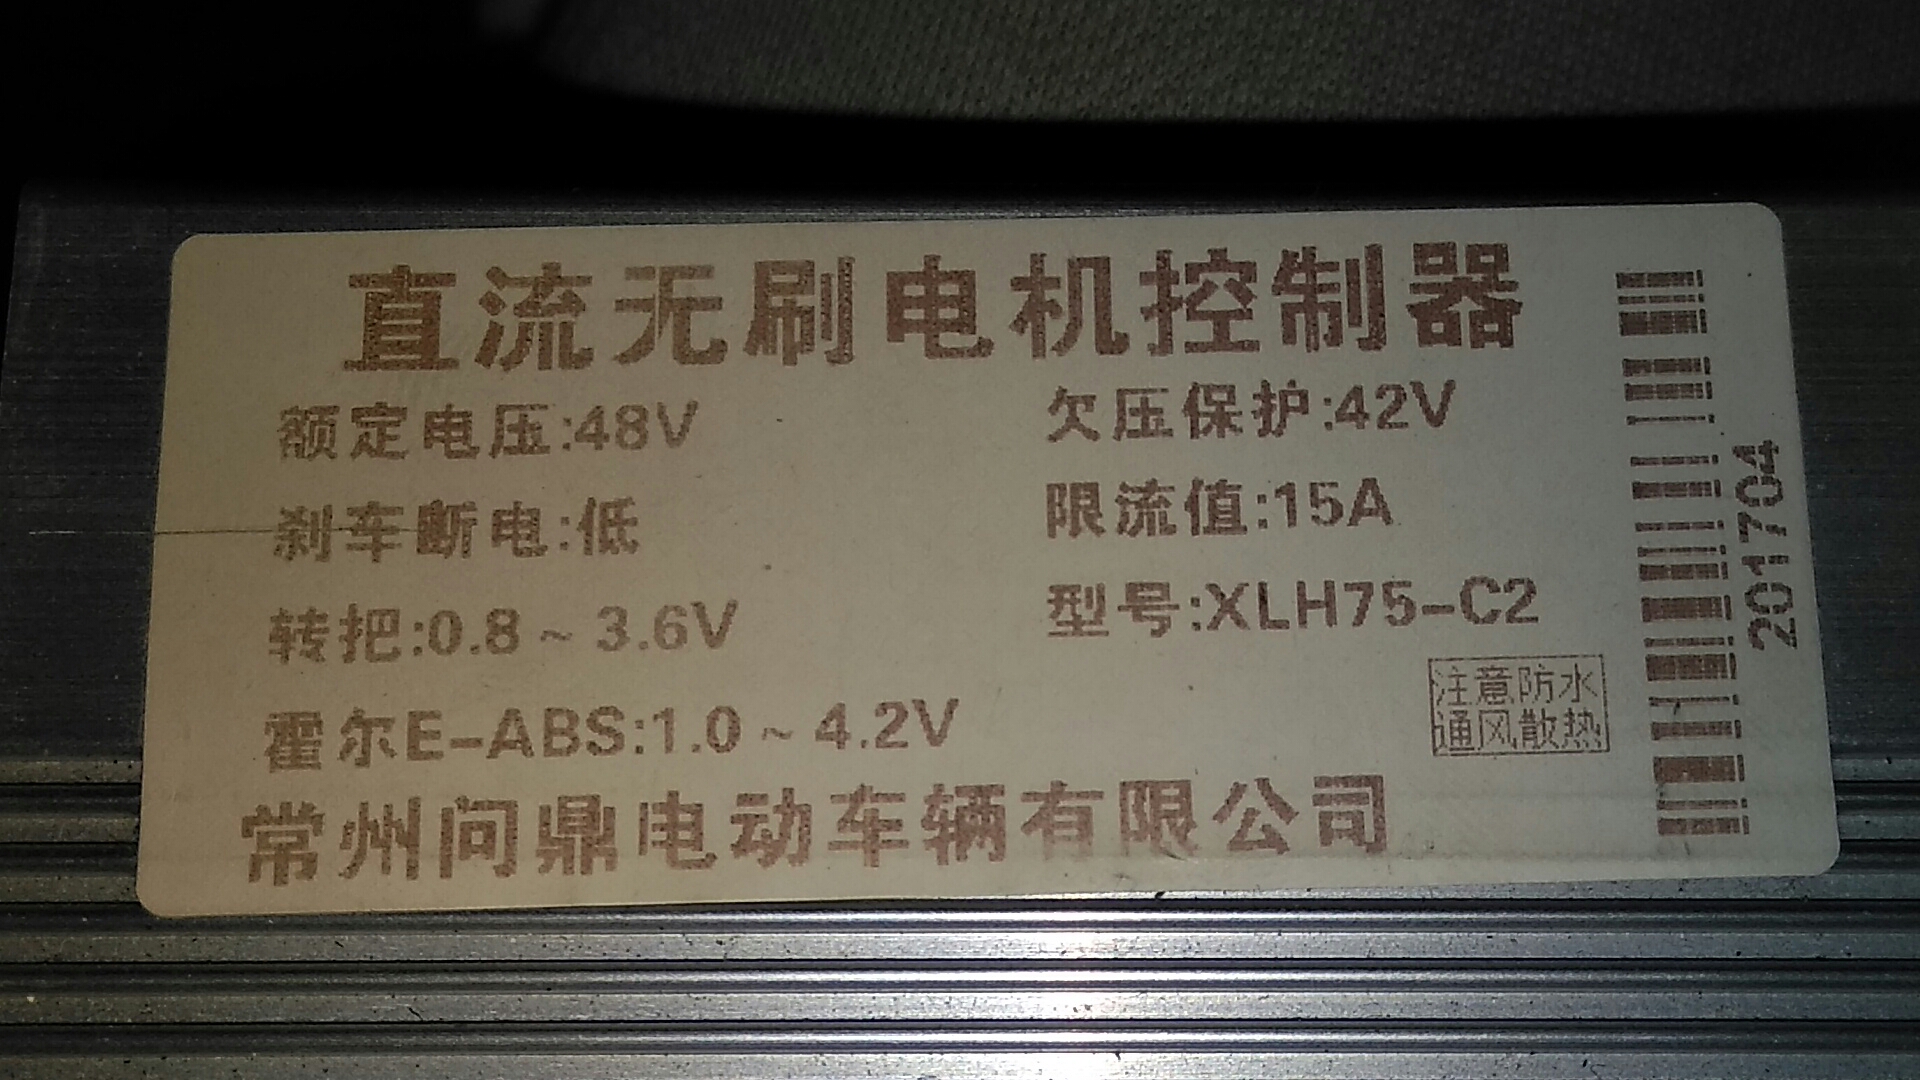 直流无刷电机控制器
额定电压:48V
欠压保护:42V
刹车断电:低
限流值:15A
转把:0.8～3.6V
型号:XLH75-C2
霍尔E-ABS:1.0～4.2V
注意防水
通风散热
常州问鼎电动车辆有限公司
201704